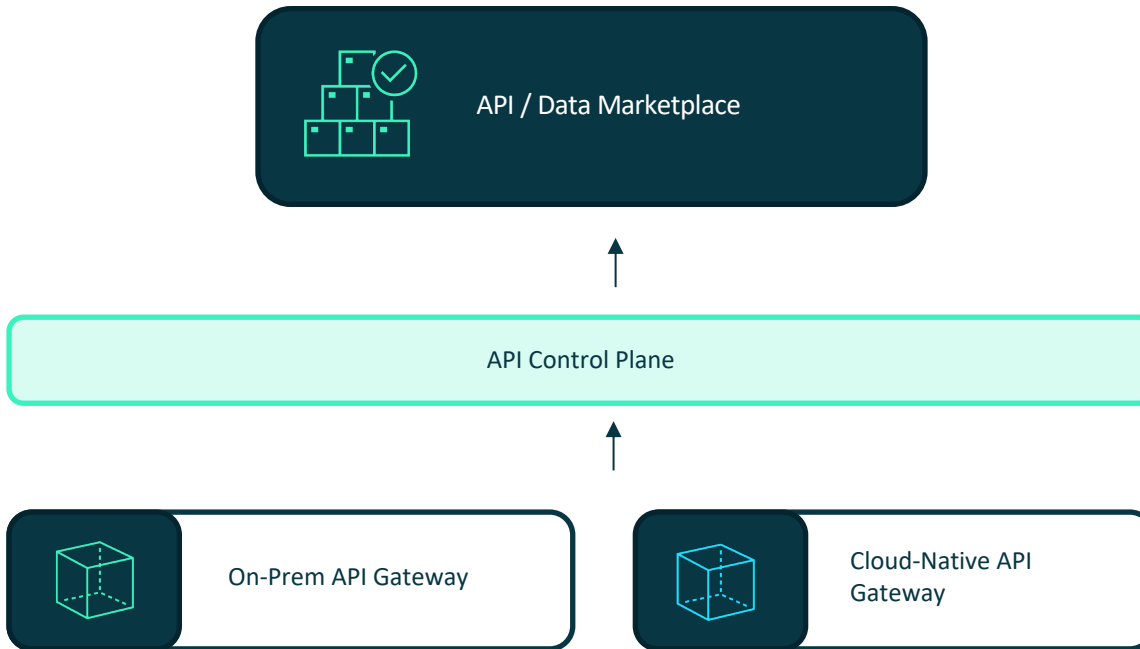 API / Data Marketplace
API Control Plane
On-Prem API Gateway
Cloud-Native API
Gateway